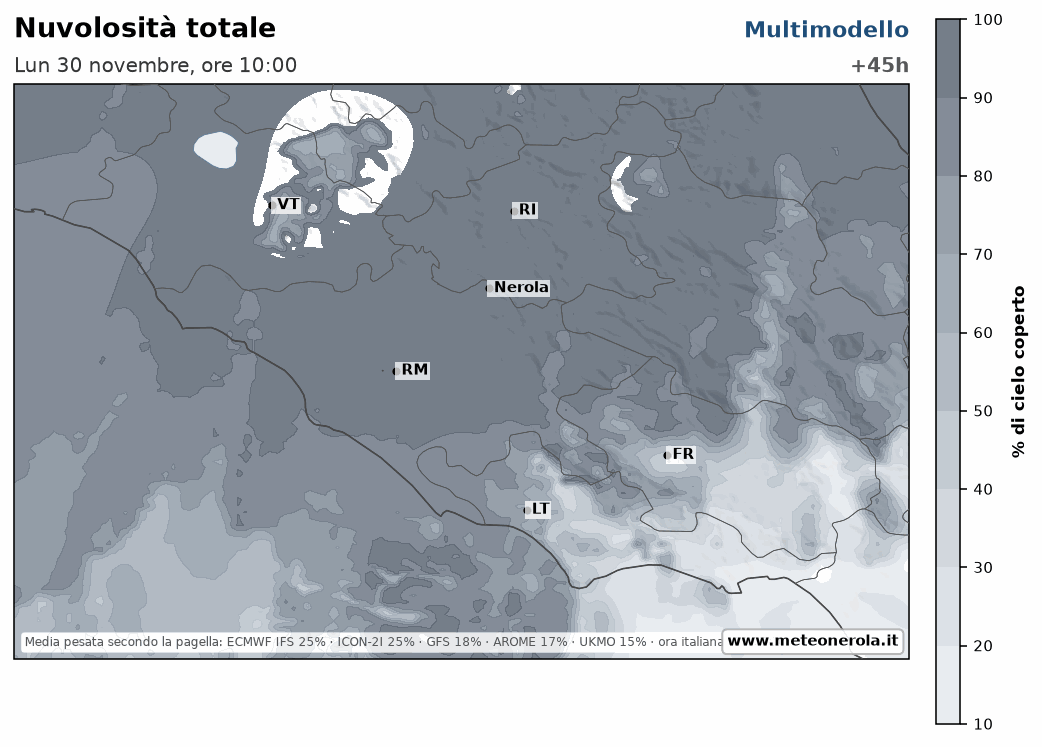 Nuvolosità totale
Multimodello
Lun 30 novembre, ore 10:00
+45h
100
90
80
70
60
50
40
30
20
10
% di cielo coperto
VT
RI
Nerola
RM
FR
LT
Media pesata secondo la pagella: ECMWF IFS 25% · ICON-2I 25% · GFS 18% · AROME 17% · UKMO 15% · ora italiana
www.meteonerola.it